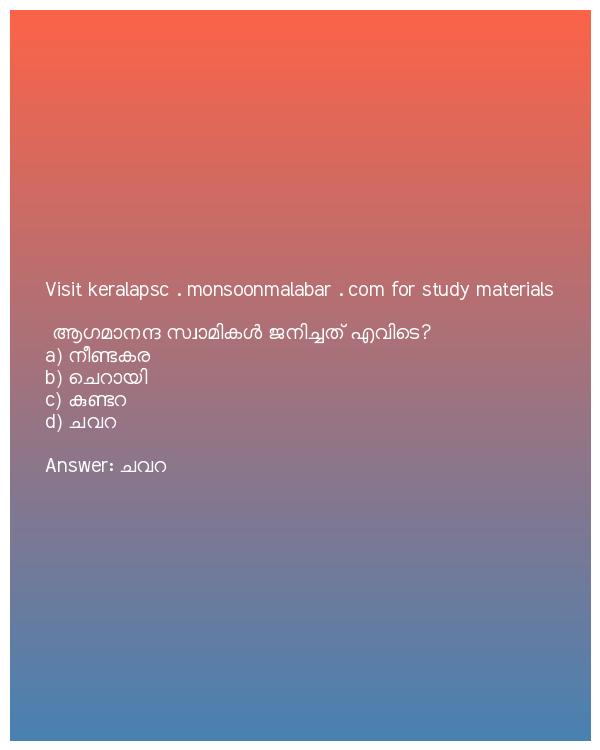 Visit keralapsc . monsoonmalabar . com for study materials
ആഗമാനന്ദ സ്വാമികൾ ജനിച്ചത് എവിടെ?
a) നീണ്ടകര
b) ചെറായി
c) കുണ്ടറ
d) ചവറ
Answer: ചവറ